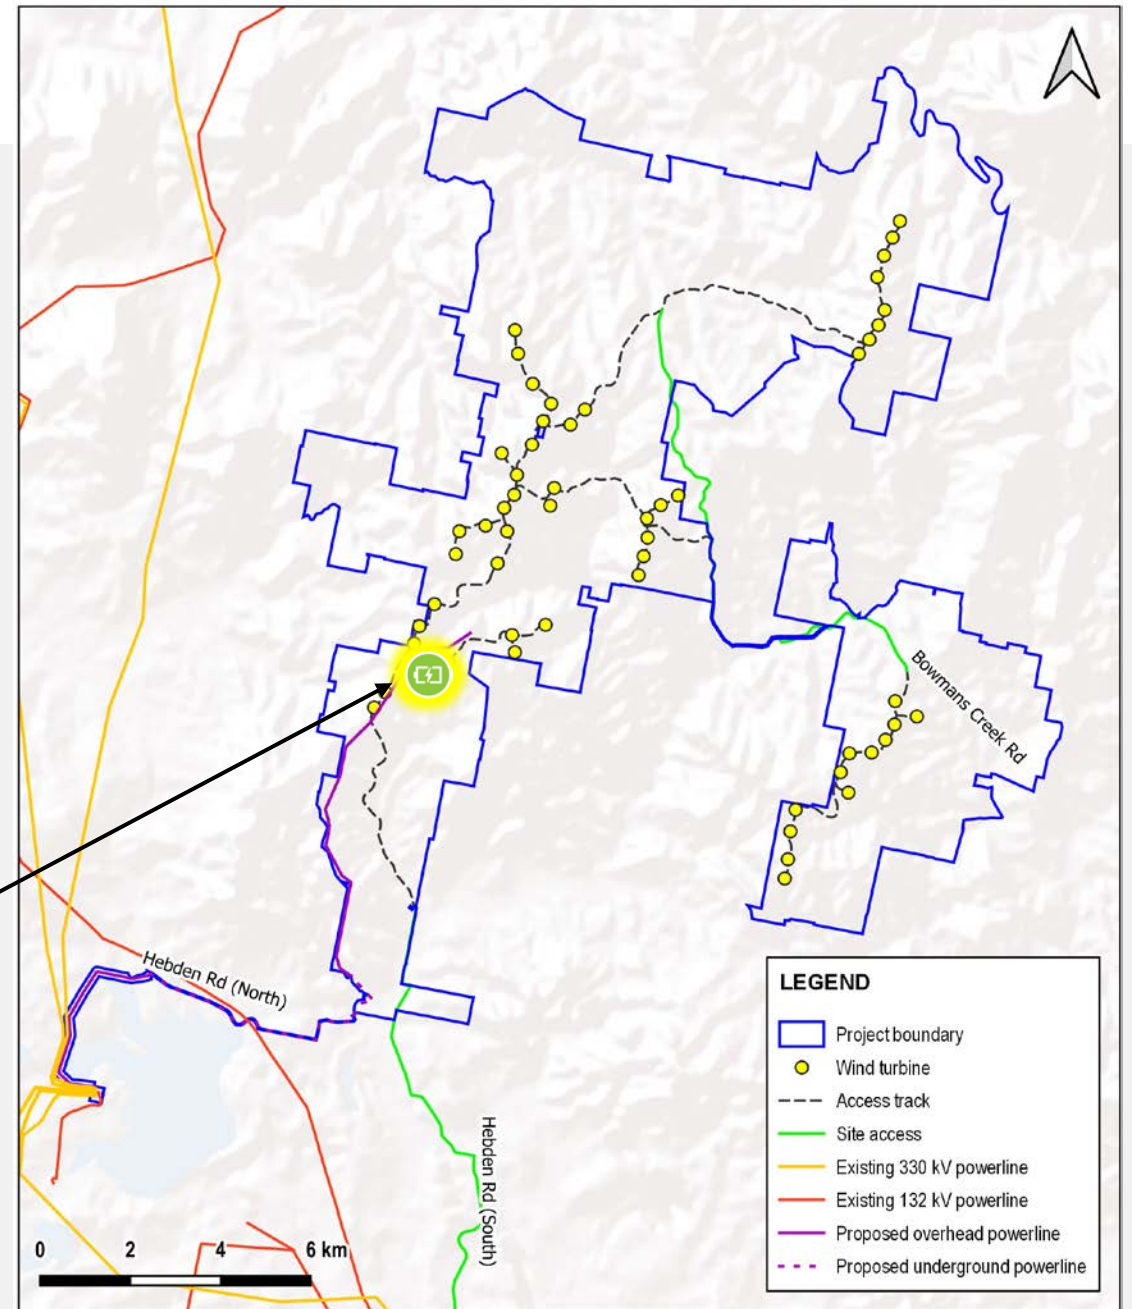 Bowmans Creek Rd
Hebden Rd (North)
Hebden Rd (South)
0 2 4 6 km
LEGEND
Project boundary
Wind turbine
Access track
Site access
Existing 330 kV powerline
Existing 132 kV powerline
Proposed overhead powerline
Proposed underground powerline